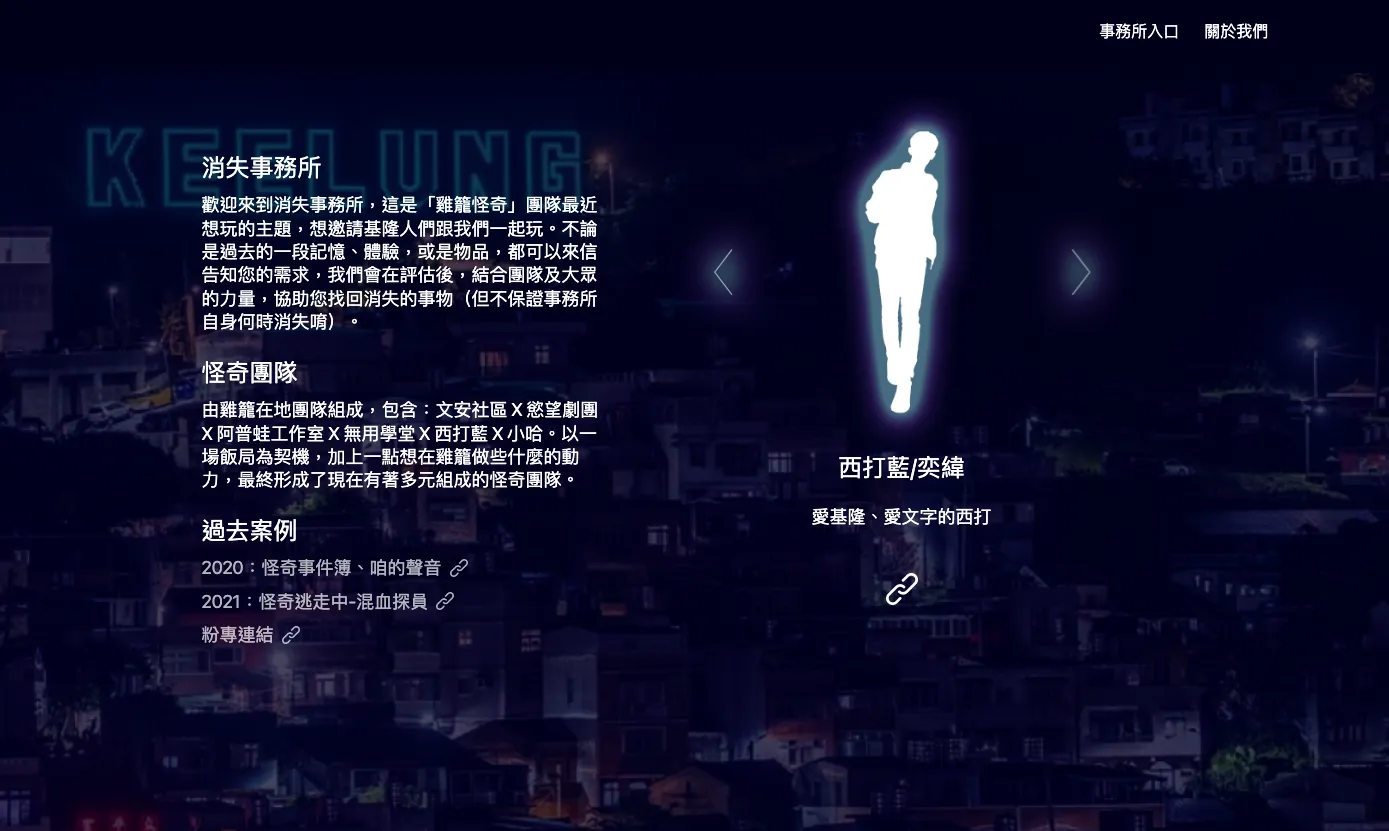 事務所入口
關於我們
KEELUNG
消失事務所
歡迎來到消失事務所，這是「雞籠怪奇」團隊最近
想玩的主題，想邀請基隆人們跟我們一起玩。不論
是過去的一段記憶、體驗，或是物品，都可以來信
告知您的需求，我們會在評估後，結合團隊及大眾
的力量，協助您找回消失的事物（但不保證事務所
自身何時消失唷）。
怪奇團隊
由雞籠在地團隊組成，包含：文安社區 X 慾望劇團
X 阿普蛙工作室 X 無用學堂 X 西打藍 X 小哈。以一
場飯局為契機，加上一點想在雞籠做些什麼的動
力，最終形成了現在有著多元組成的怪奇團隊。
過去案例
2020：怪奇事件簿、咱的聲音
2021：怪奇逃走中-混血探員
粉專連結
西打藍/奕緯
愛基隆、愛文字的西打